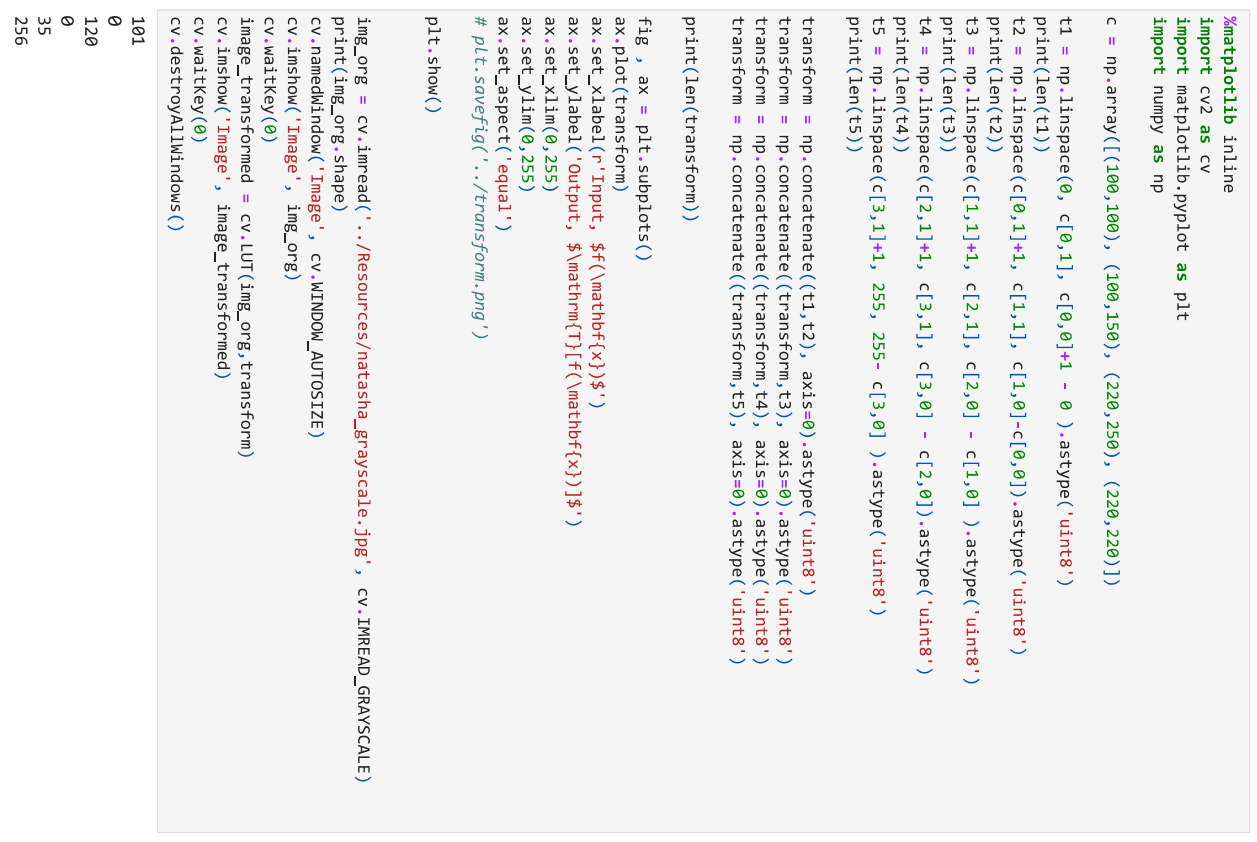 %matplotlib inline
import cv2 as cv
import matplotlib.pyplot as plt
import numpy as np
c = np.array([(100,100), (100,150), (220,250), (220,220)])
t1 = np.linspace(0, c[0,1], c[0,0]+1 - 0 ).astype('uint8')
print(len(t1))
t2 = np.linspace(c[0,1]+1, c[1,1], c[1,0]-c[0,0]).astype('uint8')
print(len(t2))
t3 = np.linspace(c[1,1]+1, c[2,1], c[2,0] - c[1,0] ).astype('uint8')
print(len(t3))
t4 = np.linspace(c[2,1]+1, c[3,1], c[3,0] - c[2,0]).astype('uint8')
print(len(t4))
t5 = np.linspace(c[3,1]+1, 255, 255- c[3,0] ).astype('uint8')
print(len(t5))
transform = np.concatenate((t1,t2), axis=0).astype('uint8')
transform = np.concatenate((transform,t3), axis=0).astype('uint8')
transform = np.concatenate((transform,t4), axis=0).astype('uint8')
transform = np.concatenate((transform,t5), axis=0).astype('uint8')
print(len(transform))
fig , ax = plt.subplots()
ax.plot(transform)
ax.set_xlabel(r'Input, $f(\mathbf{x})$')
ax.set_ylabel('Output, $\mathrm{T}[f(\mathbf{x})]$')
ax.set_xlim(0,255)
ax.set_ylim(0,255)
ax.set_aspect('equal')
# plt.savefig('../transform.png')
plt.show()
img_org = cv.imread('../Resources/natasha_grayscale.jpg', cv.IMREAD_GRAYSCALE)
print(img_org.shape)
cv.namedWindow('Image', cv.WINDOW_AUTOSIZE)
cv.imshow('Image', img_org)
cv.waitKey(0)
image_transformed = cv.LUT(img_org,transform)
cv.imshow('Image', image_transformed)
cv.waitKey(0)
cv.destroyAllWindows()
101
0
120
0
35
256